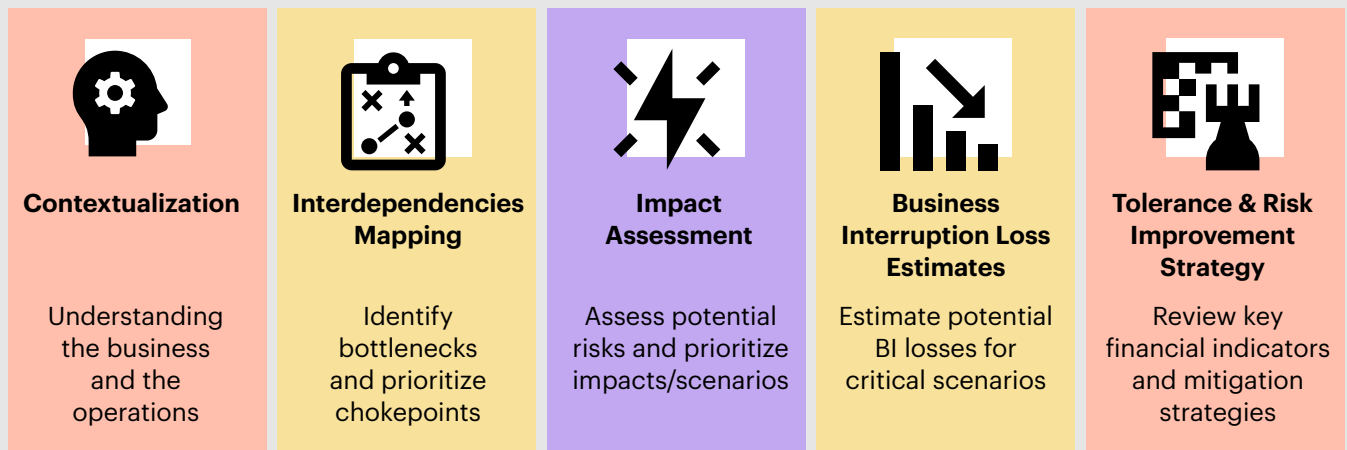 Contextualization
Understanding
the business
and the
operations
Interdependencies
Mapping
Identify
bottlenecks
and prioritize
chokepoints
Impact
Assessment
Assess potential
risks and prioritize
impacts/scenarios
Business
Interruption Loss
Estimates
Estimate potential
BI losses for
critical scenarios
Tolerance & Risk
Improvement
Strategy
Review key
financial indicators
and mitigation
strategies